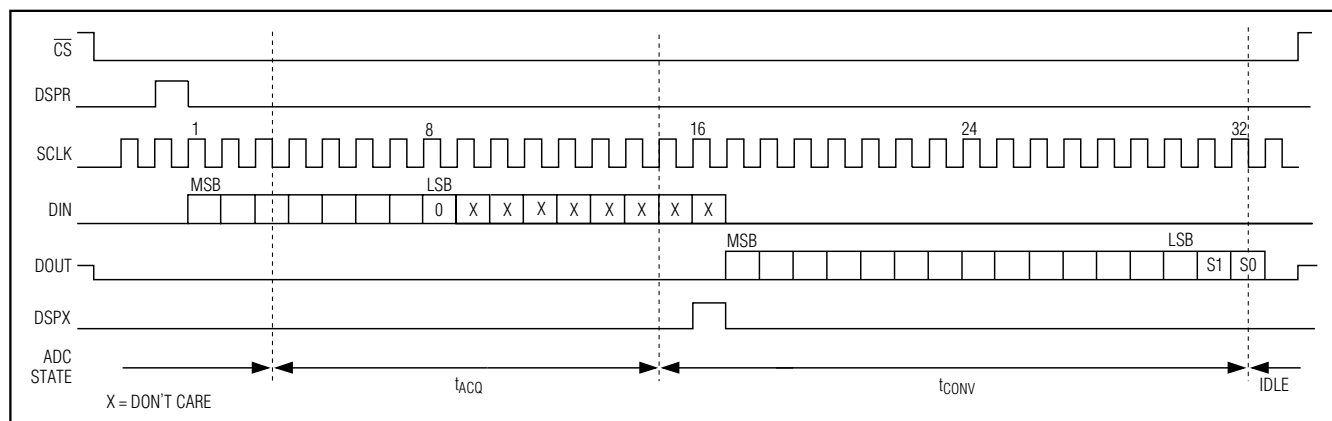 CS
DSPR
1 8 16 24 32
SCLK
MSB LSB
DIN 0 X X X X X X X X
MSB LSB
DOUT S1 S0
DSPX
ADC
STATE
tACQ tCONV IDLE
X = DON'T CARE